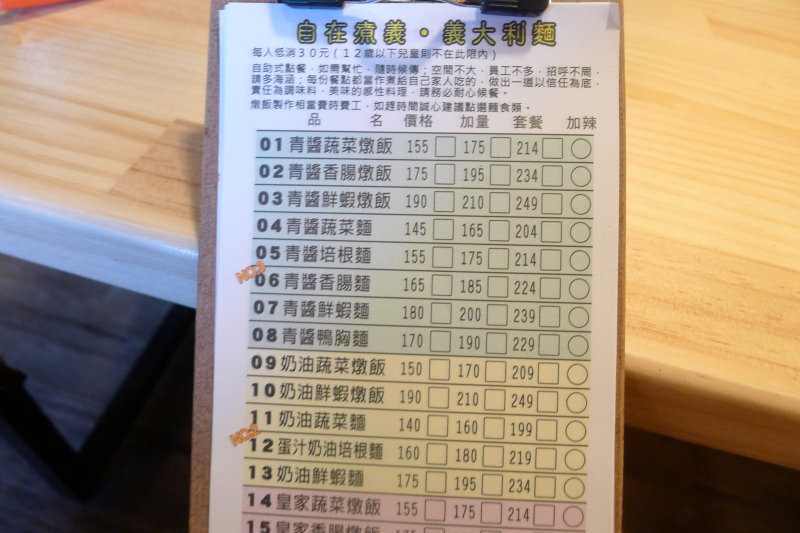 自在煮義•義大利麵
每人低消30元(12歲以下兒童則不在此限內)
自助式點餐，如需幫忙，隨時候傳；空間不大，員工不多，招呼不周，
請多海涵；每份餐點都當作煮給自己家人吃的，做出一道以信任為底，
責任為調味料，美味的感性料理，請務必耐心候餐。
燉飯製作相當費時費工，如趕時間誠心建議點選麵食類。
品 名 價格 加量 套餐 加辣
01 青醬蔬菜燉飯 155 175 214
02 青醬香腸燉飯 175 195 234
03 青醬鮮蝦燉飯 190 210 249
04 青醬蔬菜麵 145 165 204
05 青醬培根麵 155 175 214
NO3
06 青醬香腸麵 165 185 224
07 青醬鮮蝦麵 180 200 239
08 青醬鴨胸麵 170 190 229
09 奶油蔬菜燉飯 150 170 209
10 奶油鮮蝦燉飯 190 210 249
11 奶油蔬菜麵 140 160 199
NO2
12 蛋汁奶油培根麵 160 180 219
13 奶油鮮蝦麵 175 195 234
14 皇家蔬菜燉飯 155 175 214
15 皇家香腸燉飯